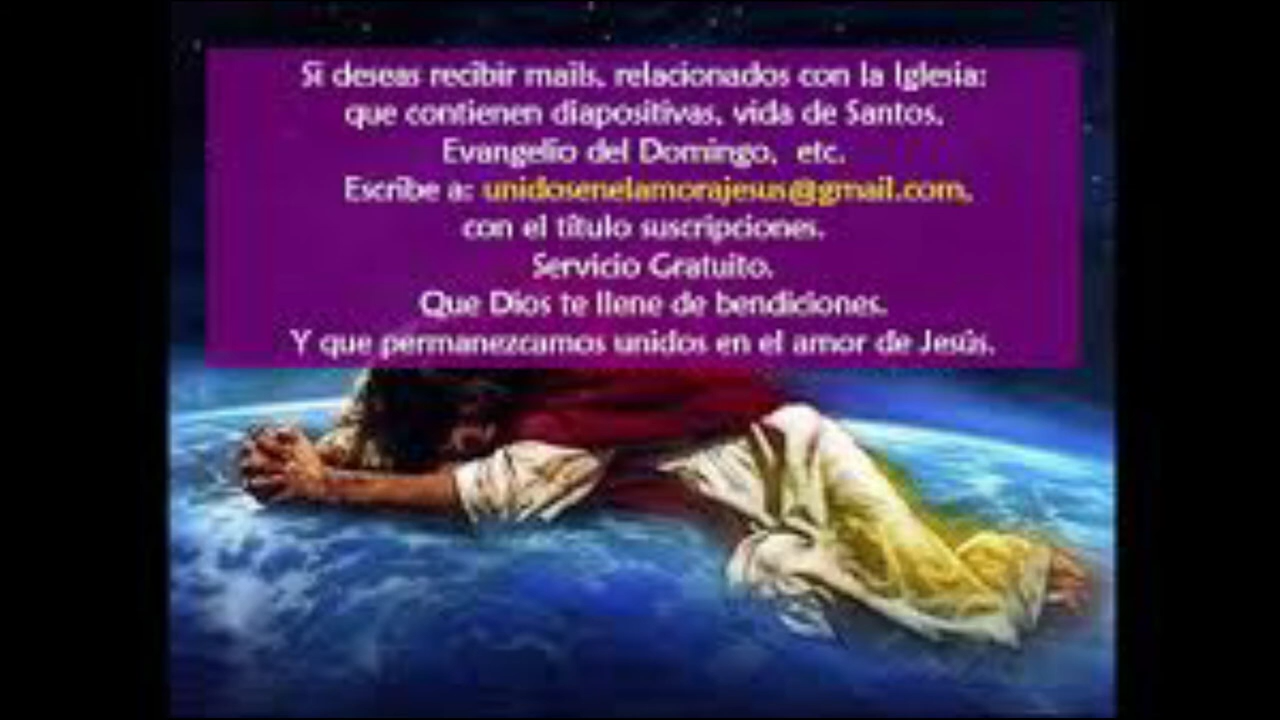 Si deseas recibir mails, relacionados con la Iglesia:
que contienen diapositivas, vida de Santos,
Evangelio del Domingo, etc.
Escribe a: unidosenelamorajesus@gmail.com,
con el título suscripciones.
Servicio Gratuito.
Que Dios te llene de bendiciones.
Y que permanezcamos unidos en el amor de Jesús.